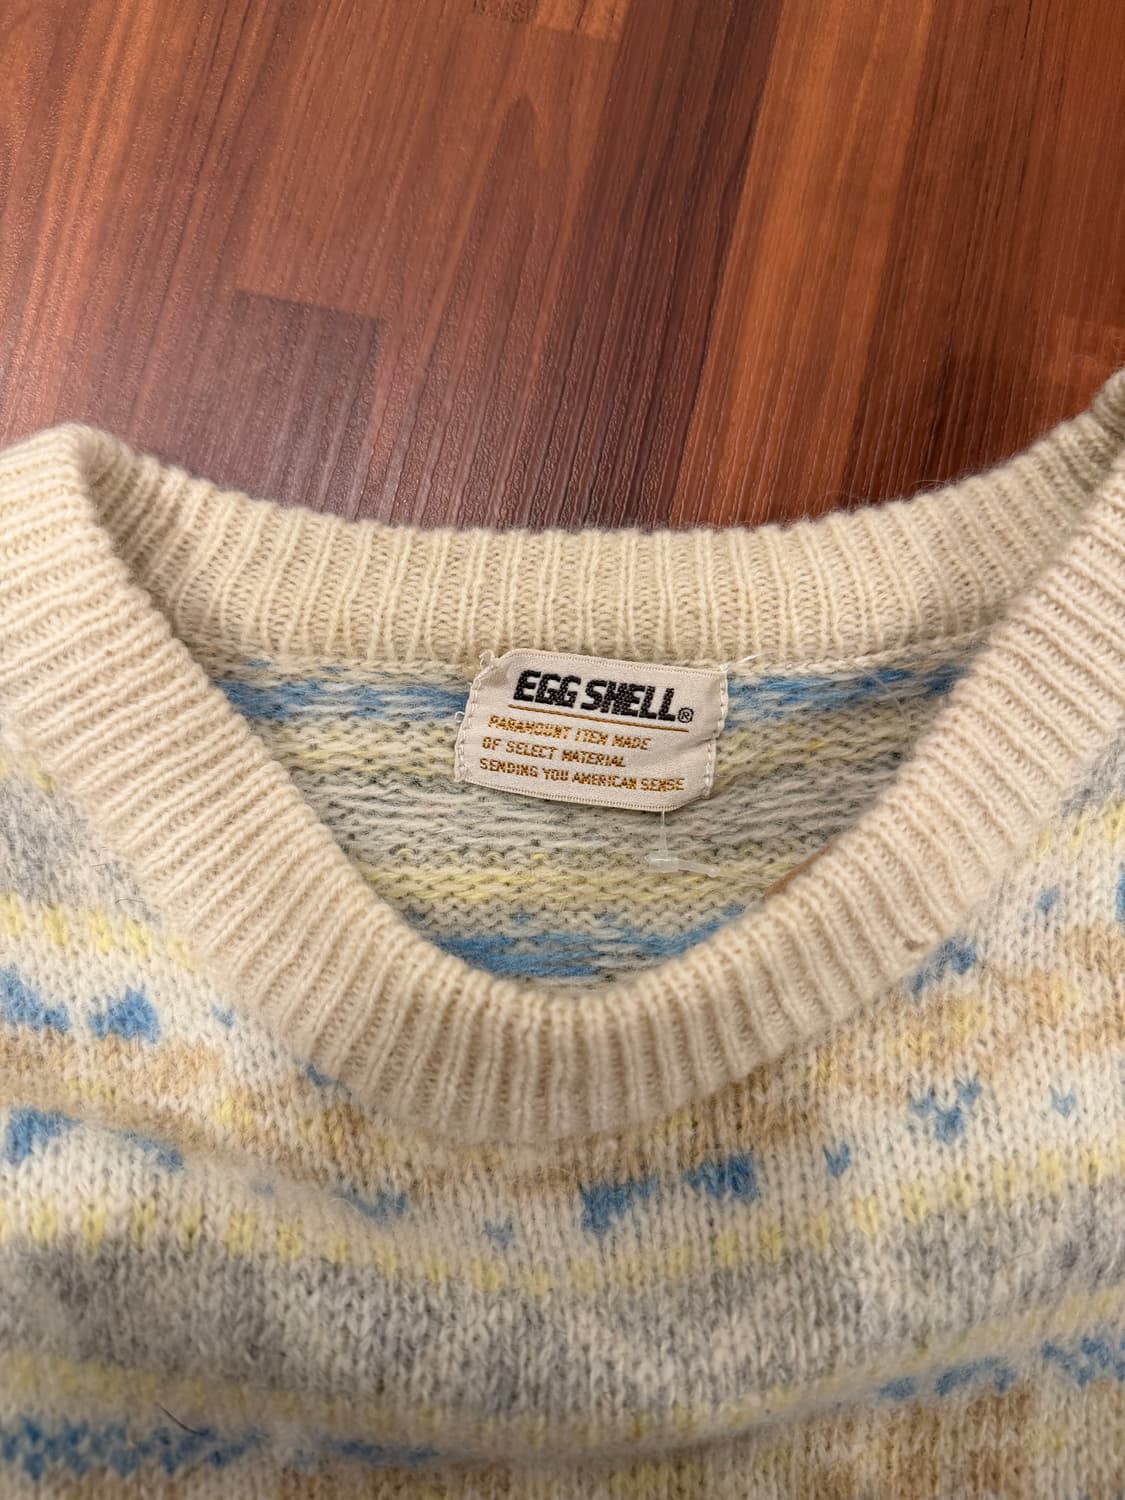 EGG SHELL®
PARAMOUNT ITEM MADE
OF SELECT MATERIAL
SENDING YOU AMERICAN SENSE